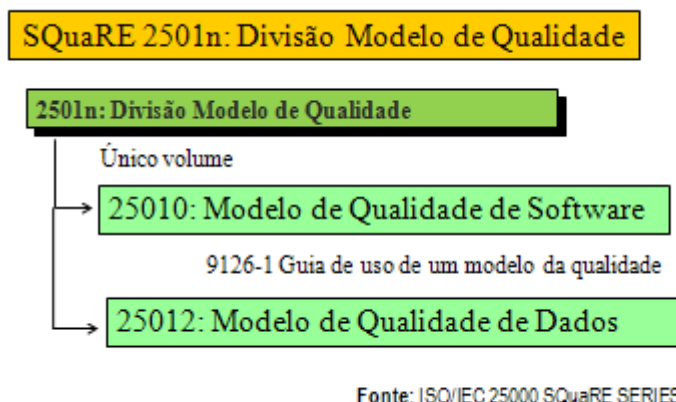 SQuaRE 2501n: Divisão Modelo de Qualidade
2501n: Divisão Modelo de Qualidade
Único volume
25010: Modelo de Qualidade de Software
9126-1 Guia de uso de um modelo da qualidade
25012: Modelo de Qualidade de Dados
Fonte: ISO/IEC 25000 SQuaRE SERIES